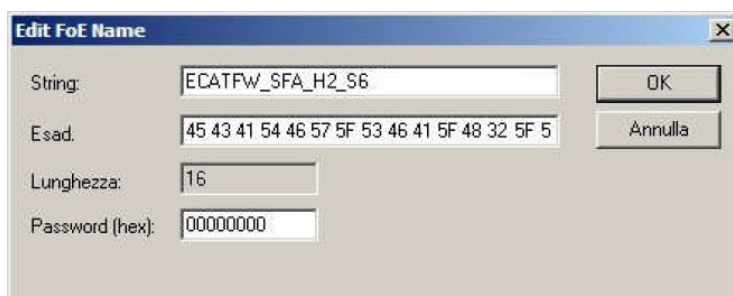 Edit FoE Name
String: ECATFW_SFA_H2_S6 OK
Esad. 45 43 41 54 46 57 5F 53 46 41 5F 48 32 5F 5 Annulla
Lunghezza: 16
Password (hex): 00000000